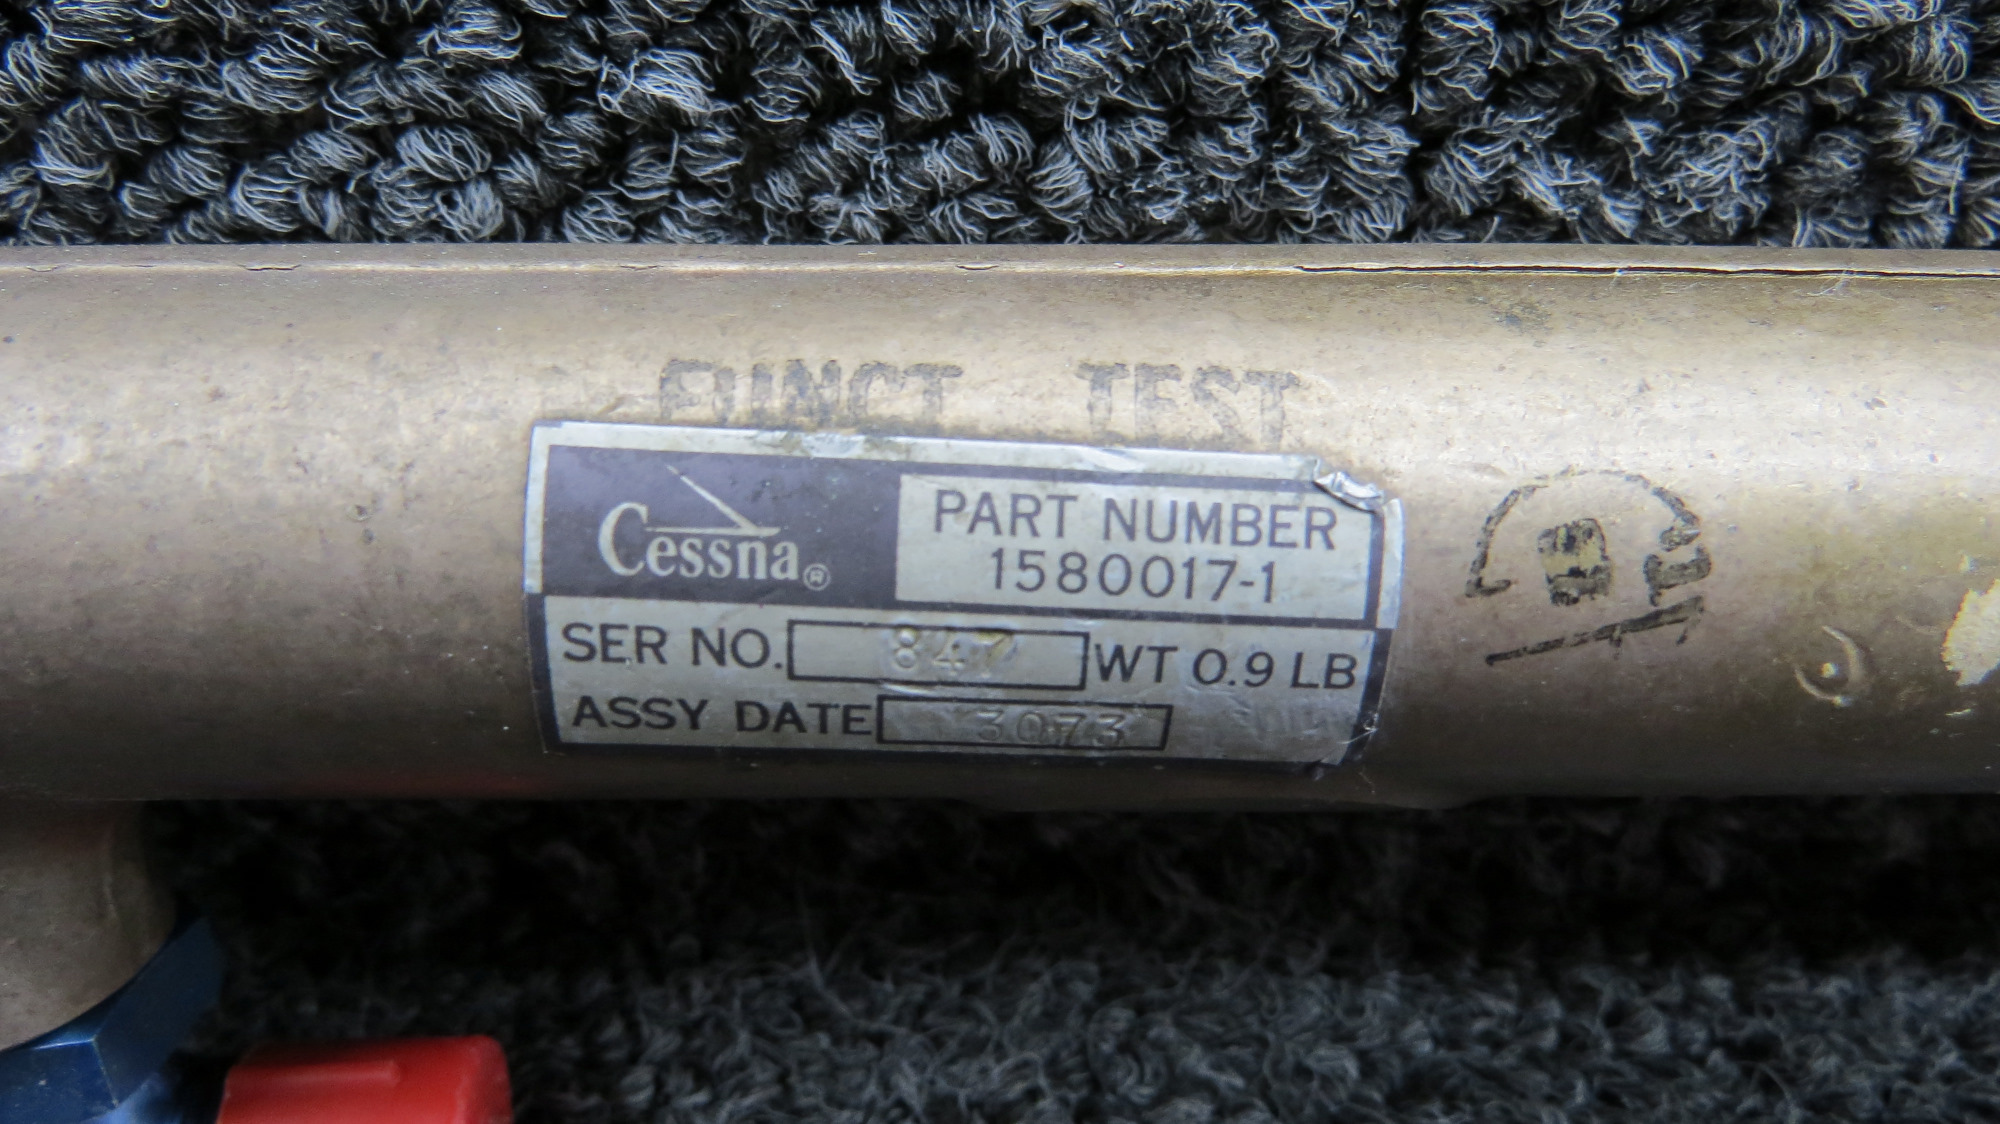 FUNCT TEST
Cessna®
PART NUMBER
1580017-1
SER NO. 847 WT 0.9 LB
ASSY DATE 3073